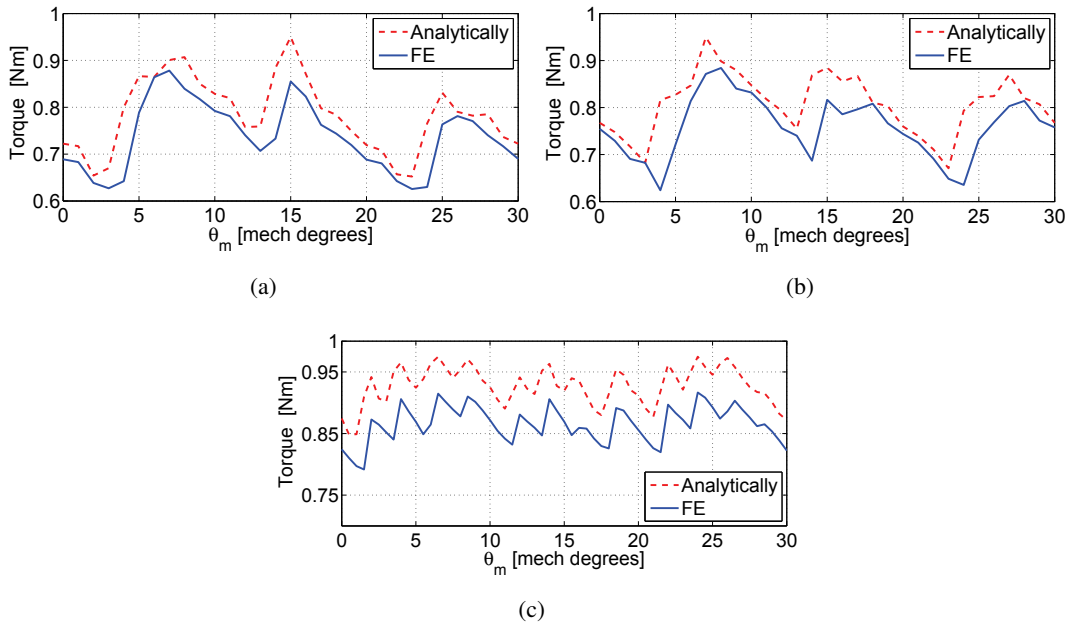 1
0.9
0.8
0.7
0.6
Torque [Nm]
Analytically
FE
0 5 10 15 20 25 30
θm [mech degrees]
(a)
1
0.9
0.8
0.7
0.6
Torque [Nm]
Analytically
FE
0 5 10 15 20 25 30
θm [mech degrees]
(b)
1
0.95
0.85
0.75
Torque [Nm]
Analytically
FE
0 5 10 15 20 25 30
θm [mech degrees]
(c)